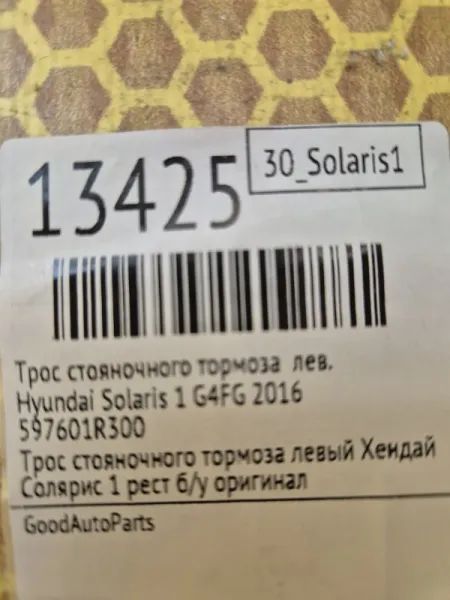 13425
30_Solaris1
Трос стояночного тормоза лев.
Hyundai Solaris 1 G4FG 2016
597601R300
Трос стояночного тормоза левый Хендай
Солярис 1 рест б/у оригинал
GoodAutoParts